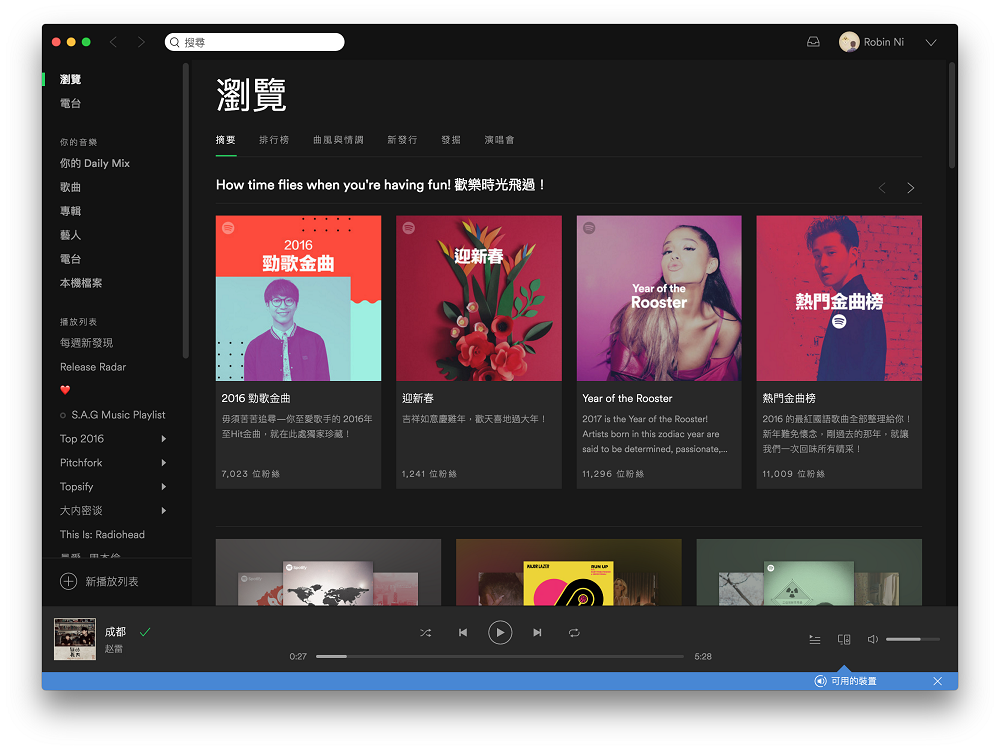 搜尋
Robin Ni
瀏覽
電台
你的音樂
你的 Daily Mix
歌曲
專輯
藝人
電台
本機檔案
播放列表
每週新發現
Release Radar
S.A.G Music Playlist
Top 2016
Pitchfork
Topsify
大内密谈
This Is: Radiohead
新播放列表
瀏覽
摘要 排行榜 曲風與情調 新發行 發掘 演唱會
How time flies when you're having fun! 歡樂時光飛過！
2016
勁歌金曲
2016 勁歌金曲
毋須苦苦追尋—你至愛歌手的 2016年
至Hit金曲，就在此處獨家珍藏！
7,023 位粉絲
迎新春
迎新春
吉祥如意慶雞年，歡天喜地過大年！
1,241 位粉絲
Year of the
Rooster
Year of the Rooster
2017 is the Year of the Rooster!
Artists born in this zodiac year are
said to be determined, passionate,...
11,296 位粉絲
熱門金曲榜
熱門金曲榜
2016 的最紅國語歌曲全部整理給你！
新年難免懷念，剛過去的那年，就讓
我們一次回味所有精采！
11,009 位粉絲
Spotify
Spotify
MAJOR LAZER
RUN UP
成都
赵雷
0:27
5:28
可用的裝置